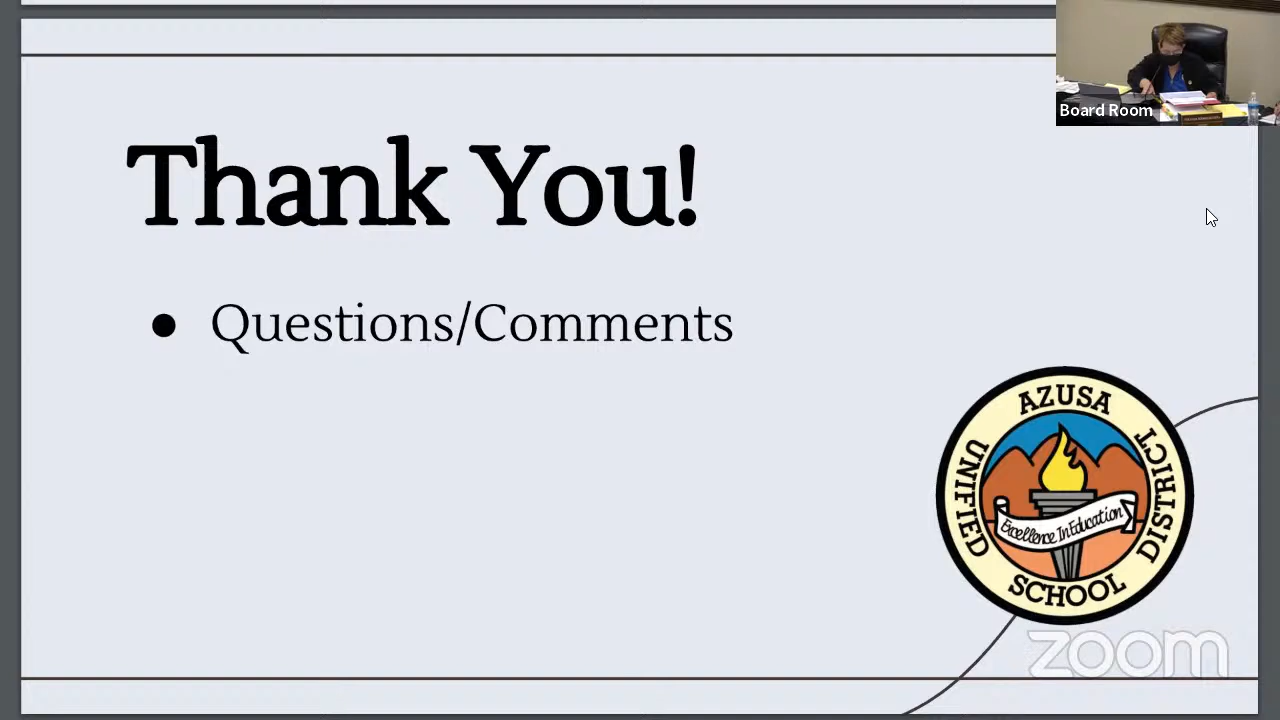 Board Room
Thank You!
● Questions/Comments
AZUSA
UNIFIED
DISTRICT
Excellence In Education
SCHOOL
zoom